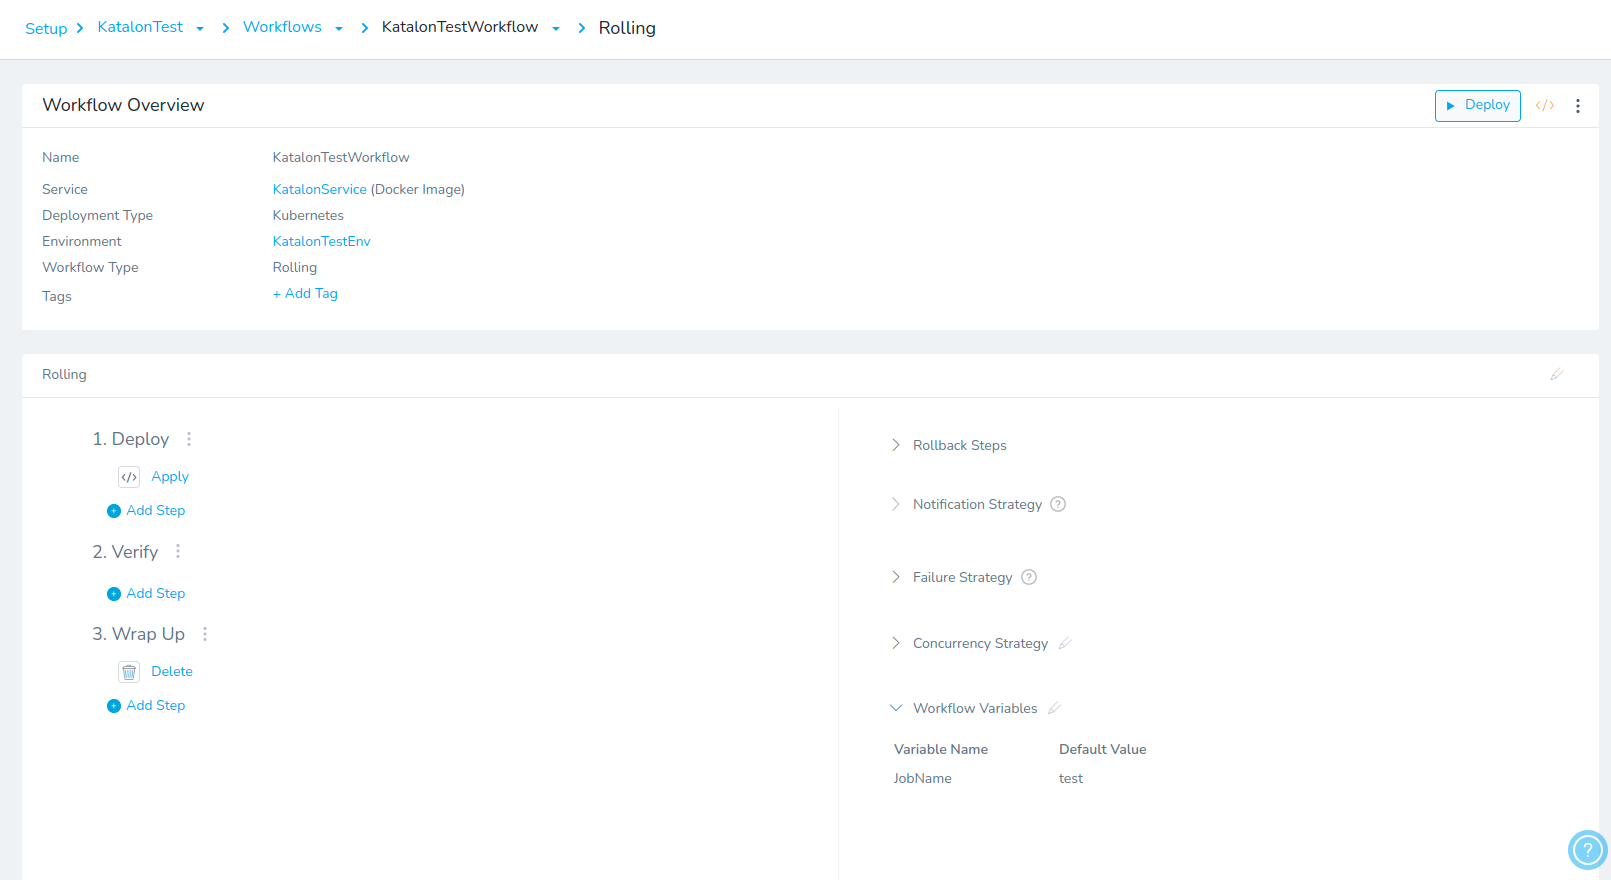 Setup > KatalonTest > Workflows > KatalonTestWorkflow > Rolling
Workflow Overview
Deploy </>
Name KatalonTestWorkflow
Service KatalonService (Docker Image)
Deployment Type Kubernetes
Environment KatalonTestEnv
Workflow Type Rolling
Tags + Add Tag
Rolling
1. Deploy
</> Apply
+ Add Step
2. Verify
+ Add Step
3. Wrap Up
Delete
+ Add Step
Rollback Steps
Notification Strategy ?
Failure Strategy ?
Concurrency Strategy
Workflow Variables
Variable Name Default Value
JobName test
?